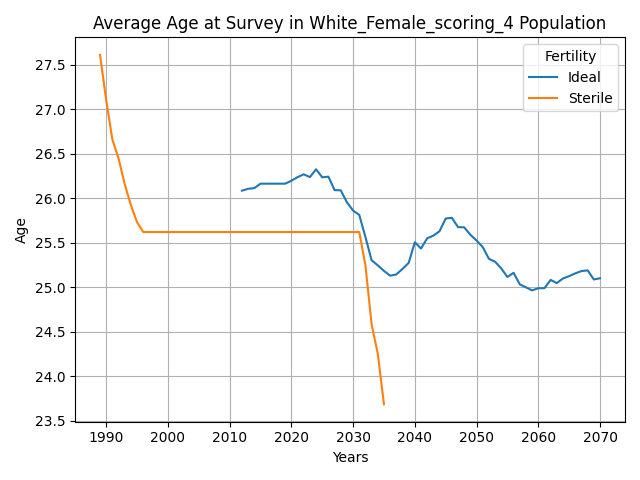 Average Age at Survey in White_Female_scoring_4 Population
Fertility
Ideal
Sterile
Age
27.5
27.0
26.5
26.0
25.5
25.0
24.5
24.0
23.5
1990 2000 2010 2020 2030 2040 2050 2060 2070
Years